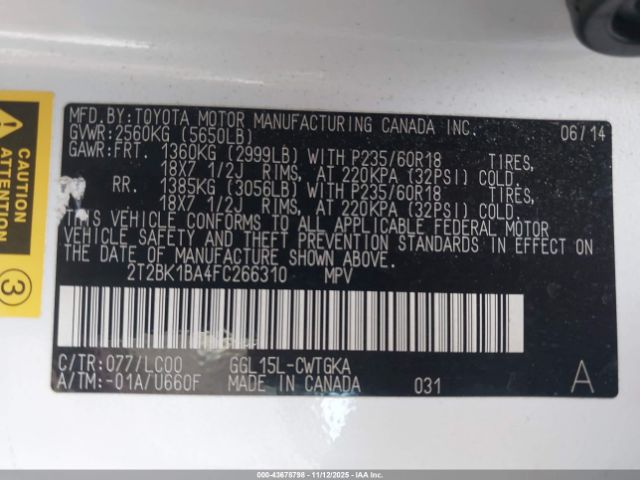 CAUTION
ATTENTION
3
MFD.BY:TOYOTA MOTOR MANUFACTURING CANADA INC. 06/14
GVWR:2560KG (5650LB)
GAWR:FRT. 1360KG (2999LB) WITH P235/60R18 TIRES,
18X7 1/2J RIMS, AT 220KPA (32PSI) COLD.
RR. 1385KG (3056LB) WITH P235/60R18 TIRES,
18X7 1/2J RIMS, AT 220KPA (32PSI) COLD.
THIS VEHICLE CONFORMS TO ALL APPLICABLE FEDERAL MOTOR
VEHICLE SAFETY AND THEFT PREVENTION STANDARDS IN EFFECT ON
THE DATE OF MANUFACTURE SHOWN ABOVE.
2T2BK1BA4FC266310 MPV
C/TR:077/LC00 GGL15L-CWTGKA
A/TM:-01A/U660F MADE IN CANADA 031 A
000-43678798 - 11/12/2025 - IAAI.COM